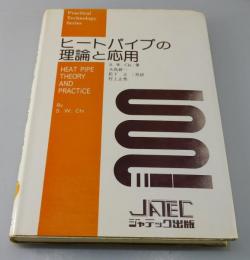 Practical
Technology
Series
ヒートパイプの
理論と応用
HEAT PIPE
THEORY
AND
PRACTICE
By
S. W. Chi
JATEC
ジャテック出版